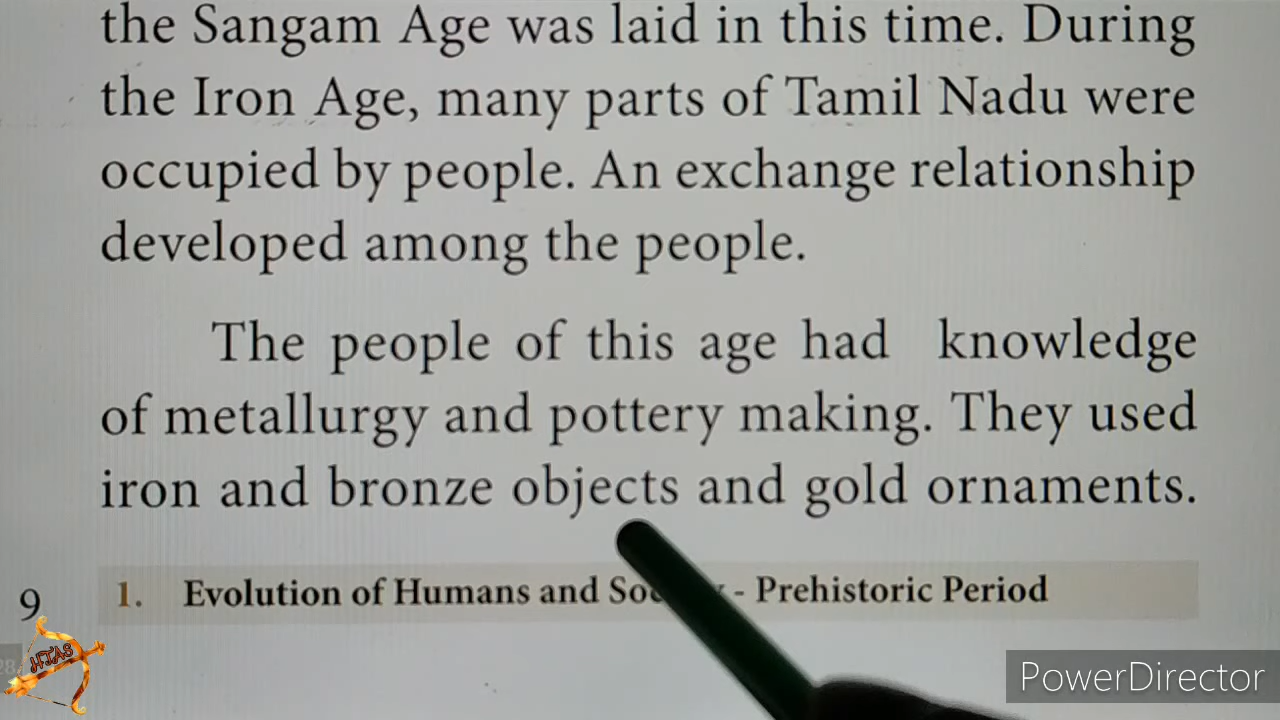 the Sangam Age was laid in this time. During
the Iron Age, many parts of Tamil Nadu were
occupied by people. An exchange relationship
developed among the people.
The people of this age had knowledge
of metallurgy and pottery making. They used
iron and bronze objects and gold ornaments.
9
1. Evolution of Humans and - Prehistoric Period
HTAS
PowerDirector